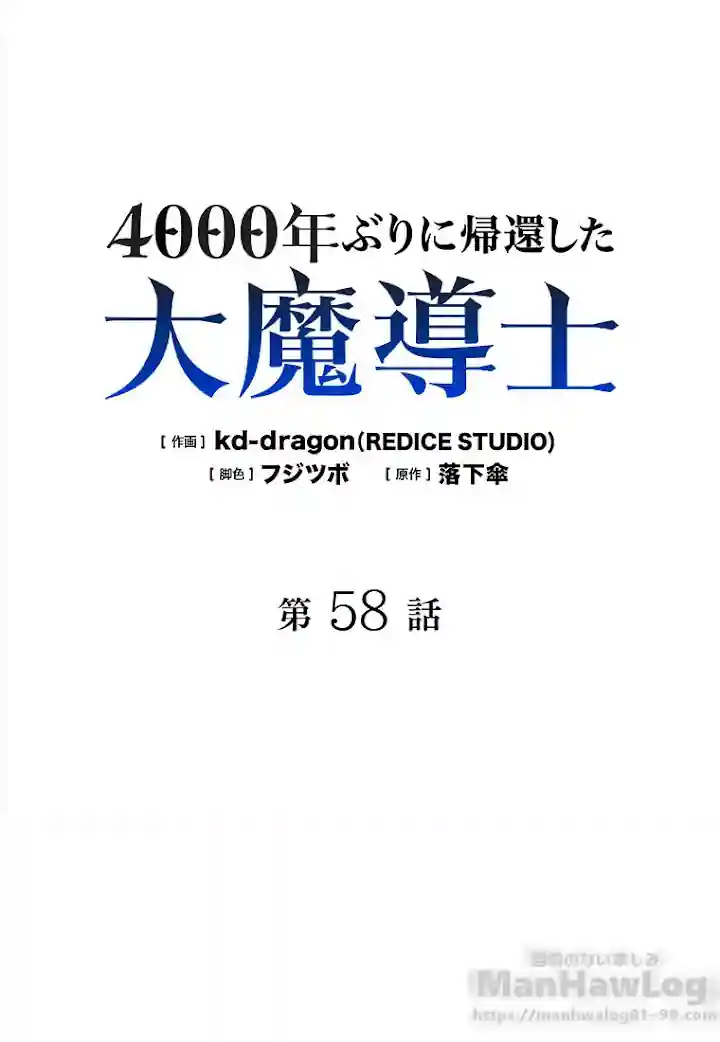 4000年ぶりに帰還した
大魔導士
[作画] kd-dragon(REDICE STUDIO)
[脚色] フジツボ [原作] 落下傘
第 58 話
ManHawLog
https://manhwalog01-99.com